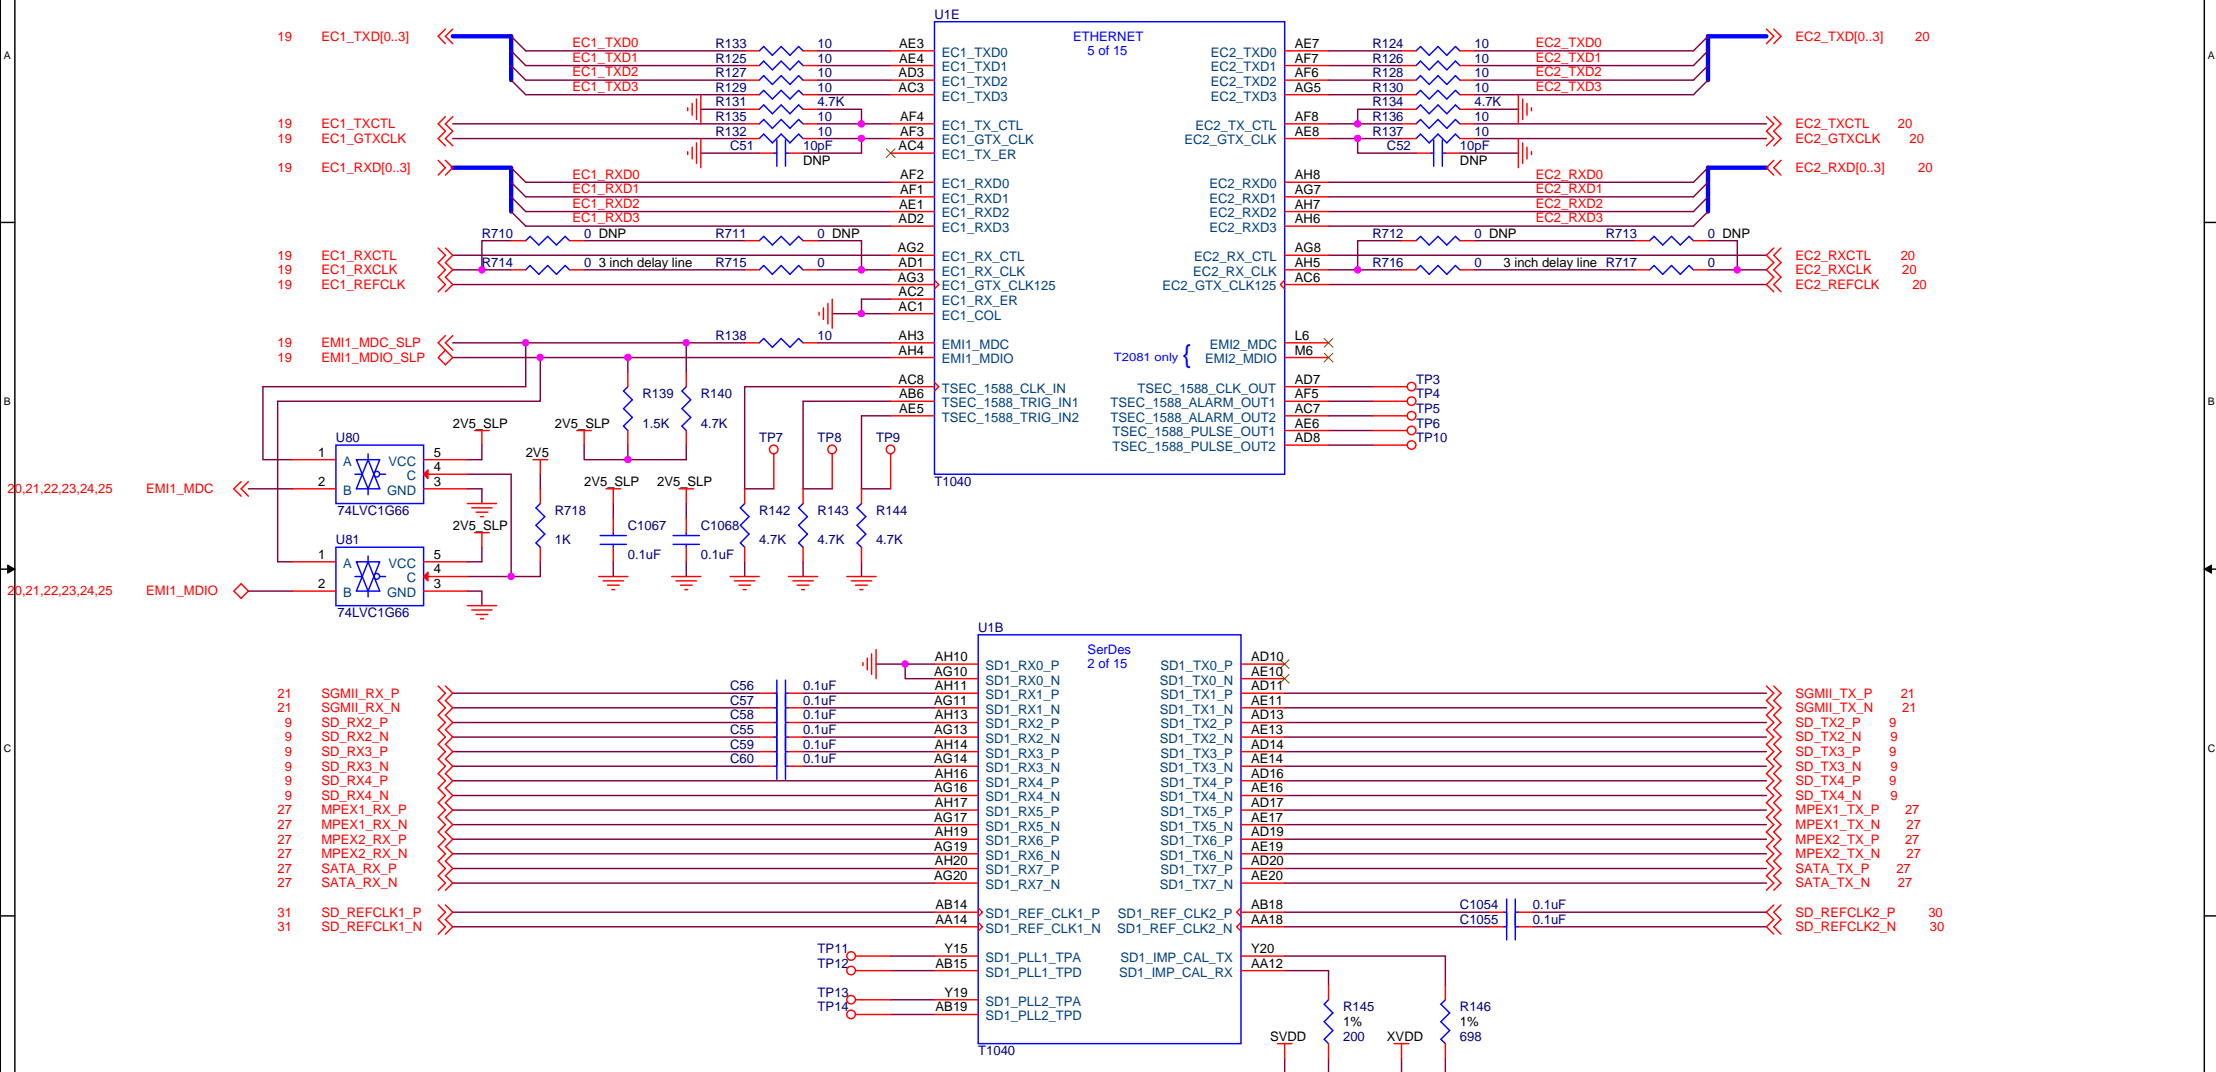 U1E
ETHERNET
5 of 15
A
A
19 EC1_TXD[0..3]
EC1_TXD0 R133 10 AE3 EC1_TXD0
EC1_TXD1 R125 10 AE4 EC1_TXD1
EC1_TXD2 R127 10 AD3 EC1_TXD2
EC1_TXD3 R129 10 AC3 EC1_TXD3
R131 4.7K
19 EC1_TXCTL R135 10 AF4 EC1_TX_CTL
19 EC1_GTXCLK R132 10 AF3 EC1_GTX_CLK
C51 10pF AC4 EC1_TX_ER
DNP
19 EC1_RXD[0..3]
EC1_RXD0 AF2 EC1_RXD0
EC1_RXD1 AF1 EC1_RXD1
EC1_RXD2 AE1 EC1_RXD2
EC1_RXD3 AD2 EC1_RXD3
R710 0 DNP R711 0 DNP
19 EC1_RXCTL AG2 EC1_RX_CTL
19 EC1_RXCLK R714 0 3 inch delay line R715 0 AD1 EC1_RX_CLK
19 EC1_REFCLK AG3 EC1_GTX_CLK125
AC2 EC1_RX_ER
AC1 EC1_COL
19 EMI1_MDC_SLP R138 10 AH3 EMI1_MDC
19 EMI1_MDIO_SLP AH4 EMI1_MDIO
AC8 TSEC_1588_CLK_IN
AB6 TSEC_1588_TRIG_IN1
AE5 TSEC_1588_TRIG_IN2
EC2_TXD[0..3] 20
EC2_TXD0 AE7 R124 10 EC2_TXD0
EC2_TXD1 AF7 R126 10 EC2_TXD1
EC2_TXD2 AF6 R128 10 EC2_TXD2
EC2_TXD3 AG5 R130 10 EC2_TXD3
R134 4.7K
EC2_TX_CTL AF8 R136 10 EC2_TXCTL 20
EC2_GTX_CLK AE8 R137 10 EC2_GTXCLK 20
C52 10pF
DNP
EC2_RXD[0..3] 20
EC2_RXD0 AH8 EC2_RXD0
EC2_RXD1 AG7 EC2_RXD1
EC2_RXD2 AH7 EC2_RXD2
EC2_RXD3 AH6 EC2_RXD3
R712 0 DNP R713 0 DNP
EC2_RX_CTL AG8 EC2_RXCTL 20
EC2_RX_CLK AH5 R716 0 3 inch delay line R717 0 EC2_RXCLK 20
EC2_GTX_CLK125 AC6 EC2_REFCLK 20
EMI2_MDC L6
T2081 only { EMI2_MDIO M6
TSEC_1588_CLK_OUT AD7 TP3
TSEC_1588_ALARM_OUT1 AF5 TP4
TSEC_1588_ALARM_OUT2 AC7 TP5
TSEC_1588_PULSE_OUT1 AE6 TP6
TSEC_1588_PULSE_OUT2 AD8 TP10
T1040
B
B
R139 1.5K
R140 4.7K
2V5_SLP
2V5_SLP
U80
1 A VCC 5
C 4
2 B GND 3
74LVC1G66
20,21,22,23,24,25 EMI1_MDC
2V5
R718 1K
2V5_SLP
C1067 0.1uF
2V5_SLP
C1068 0.1uF
TP7
TP8
TP9
R142 4.7K
R143 4.7K
R144 4.7K
2V5_SLP
U81
1 A VCC 5
C 4
2 B GND 3
74LVC1G66
20,21,22,23,24,25 EMI1_MDIO
U1B
SerDes
2 of 15
C
C
AH10 SD1_RX0_P SD1_TX0_P AD10
AG10 SD1_RX0_N SD1_TX0_N AE10
21 SGMII_RX_P C56 0.1uF AH11 SD1_RX1_P SD1_TX1_P AD11 SGMII_TX_P 21
21 SGMII_RX_N C57 0.1uF AG11 SD1_RX1_N SD1_TX1_N AE11 SGMII_TX_N 21
9 SD_RX2_P C58 0.1uF AH13 SD1_RX2_P SD1_TX2_P AD13 SD_TX2_P 9
9 SD_RX2_N C55 0.1uF AG13 SD1_RX2_N SD1_TX2_N AE13 SD_TX2_N 9
9 SD_RX3_P C59 0.1uF AH14 SD1_RX3_P SD1_TX3_P AD14 SD_TX3_P 9
9 SD_RX3_N C60 0.1uF AG14 SD1_RX3_N SD1_TX3_N AE14 SD_TX3_N 9
9 SD_RX4_P AH16 SD1_RX4_P SD1_TX4_P AD16 SD_TX4_P 9
9 SD_RX4_N AG16 SD1_RX4_N SD1_TX4_N AE16 SD_TX4_N 9
27 MPEX1_RX_P AH17 SD1_RX5_P SD1_TX5_P AD17 MPEX1_TX_P 27
27 MPEX1_RX_N AG17 SD1_RX5_N SD1_TX5_N AE17 MPEX1_TX_N 27
27 MPEX2_RX_P AH19 SD1_RX6_P SD1_TX6_P AD19 MPEX2_TX_P 27
27 MPEX2_RX_N AG19 SD1_RX6_N SD1_TX6_N AE19 MPEX2_TX_N 27
27 SATA_RX_P AH20 SD1_RX7_P SD1_TX7_P AD20 SATA_TX_P 27
27 SATA_RX_N AG20 SD1_RX7_N SD1_TX7_N AE20 SATA_TX_N 27
31 SD_REFCLK1_P AB14 SD1_REF_CLK1_P SD1_REF_CLK2_P AB18 C1054 0.1uF SD_REFCLK2_P 30
31 SD_REFCLK1_N AA14 SD1_REF_CLK1_N SD1_REF_CLK2_N AA18 C1055 0.1uF SD_REFCLK2_N 30
TP11 Y15 SD1_PLL1_TPA SD1_IMP_CAL_TX Y20
TP12 AB15 SD1_PLL1_TPD SD1_IMP_CAL_RX AA12
TP13 Y19 SD1_PLL2_TPA
TP14 AB19 SD1_PLL2_TPD
T1040
SVDD
R145
1%
200
XVDD
R146
1%
698